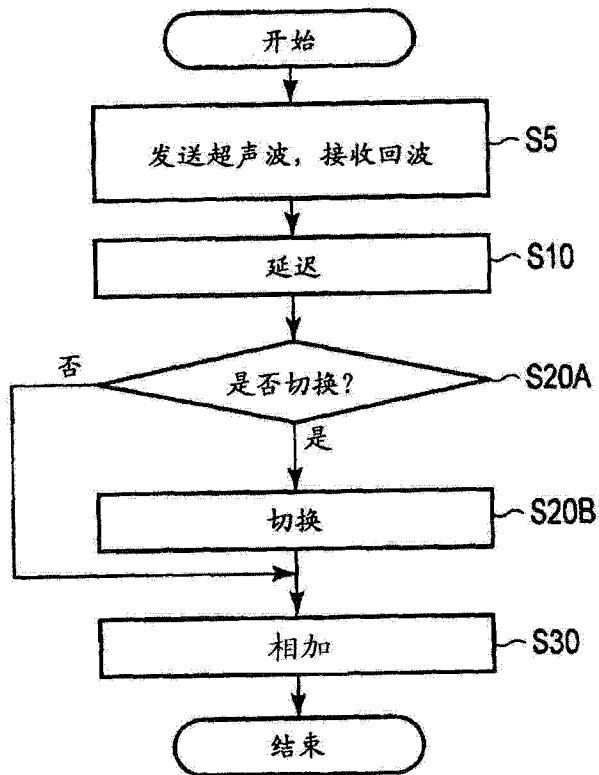 开始
发送超声波，接收回波
S5
延迟
S10
是否切换？
S20A
否
是
切换
S20B
相加
S30
结束